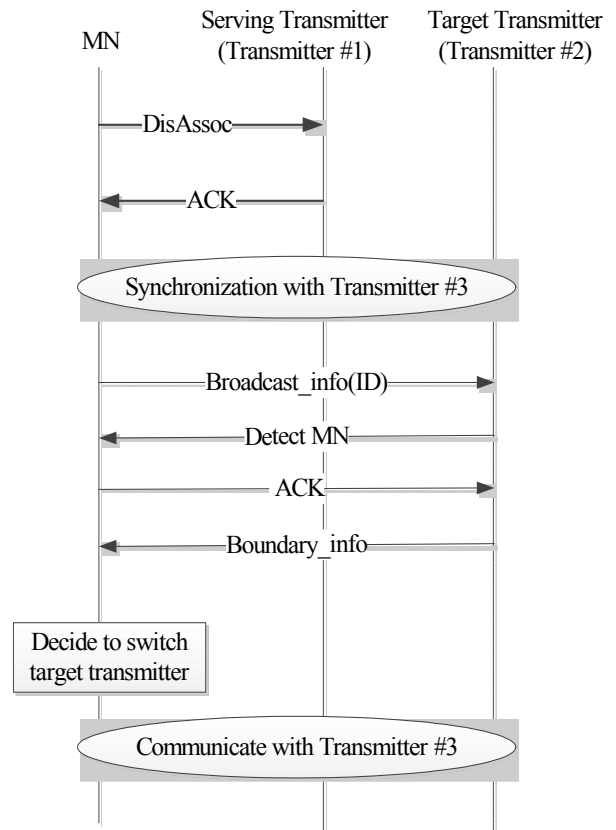 MN
Serving Transmitter
(Transmitter #1)
Target Transmitter
(Transmitter #2)
DisAssoc
ACK
Synchronization with Transmitter #3
Broadcast_info(ID)
Detect MN
ACK
Boundary_info
Decide to switch
target transmitter
Communicate with Transmitter #3